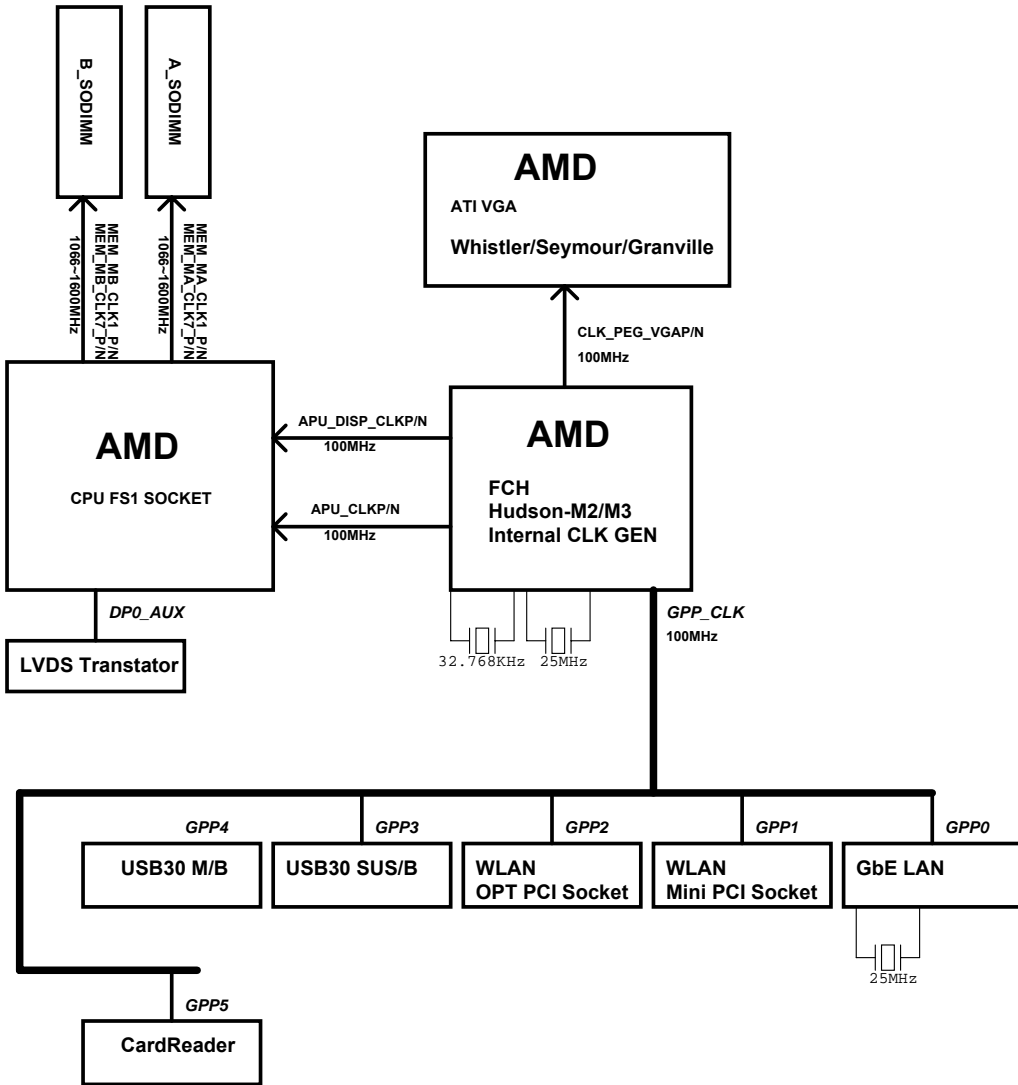 B_SODIMM
A_SODIMM
MEM_MB_CLK1_P/N
MEM_MB_CLK7_P/N
1066~1600MHz
MEM_MA_CLK1_P/N
MEM_MA_CLK7_P/N
1066~1600MHz
AMD
ATI VGA
Whistler/Seymour/Granville
CLK_PEG_VGAP/N
100MHz
AMD
CPU FS1 SOCKET
APU_DISP_CLKP/N
100MHz
APU_CLKP/N
100MHz
AMD
FCH
Hudson-M2/M3
Internal CLK GEN
DP0_AUX
LVDS Transtator
32.768KHz
25MHz
GPP_CLK
100MHz
GPP4
USB30 M/B
GPP3
USB30 SUS/B
GPP2
WLAN
OPT PCI Socket
GPP1
WLAN
Mini PCI Socket
GPP0
GbE LAN
25MHz
GPP5
CardReader